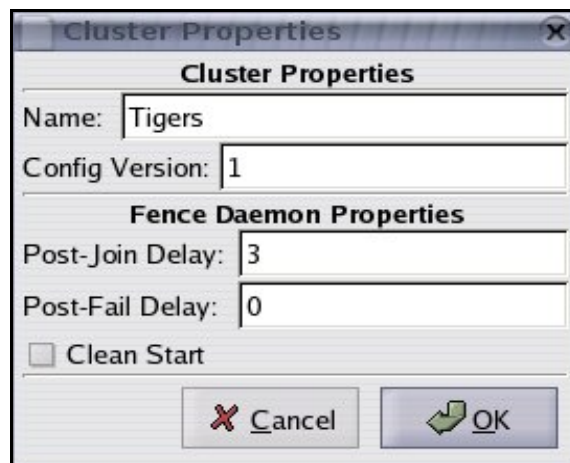 Cluster Properties
Cluster Properties
Name: Tigers
Config Version: 1
Fence Daemon Properties
Post-Join Delay: 3
Post-Fail Delay: 0
Clean Start
Cancel OK